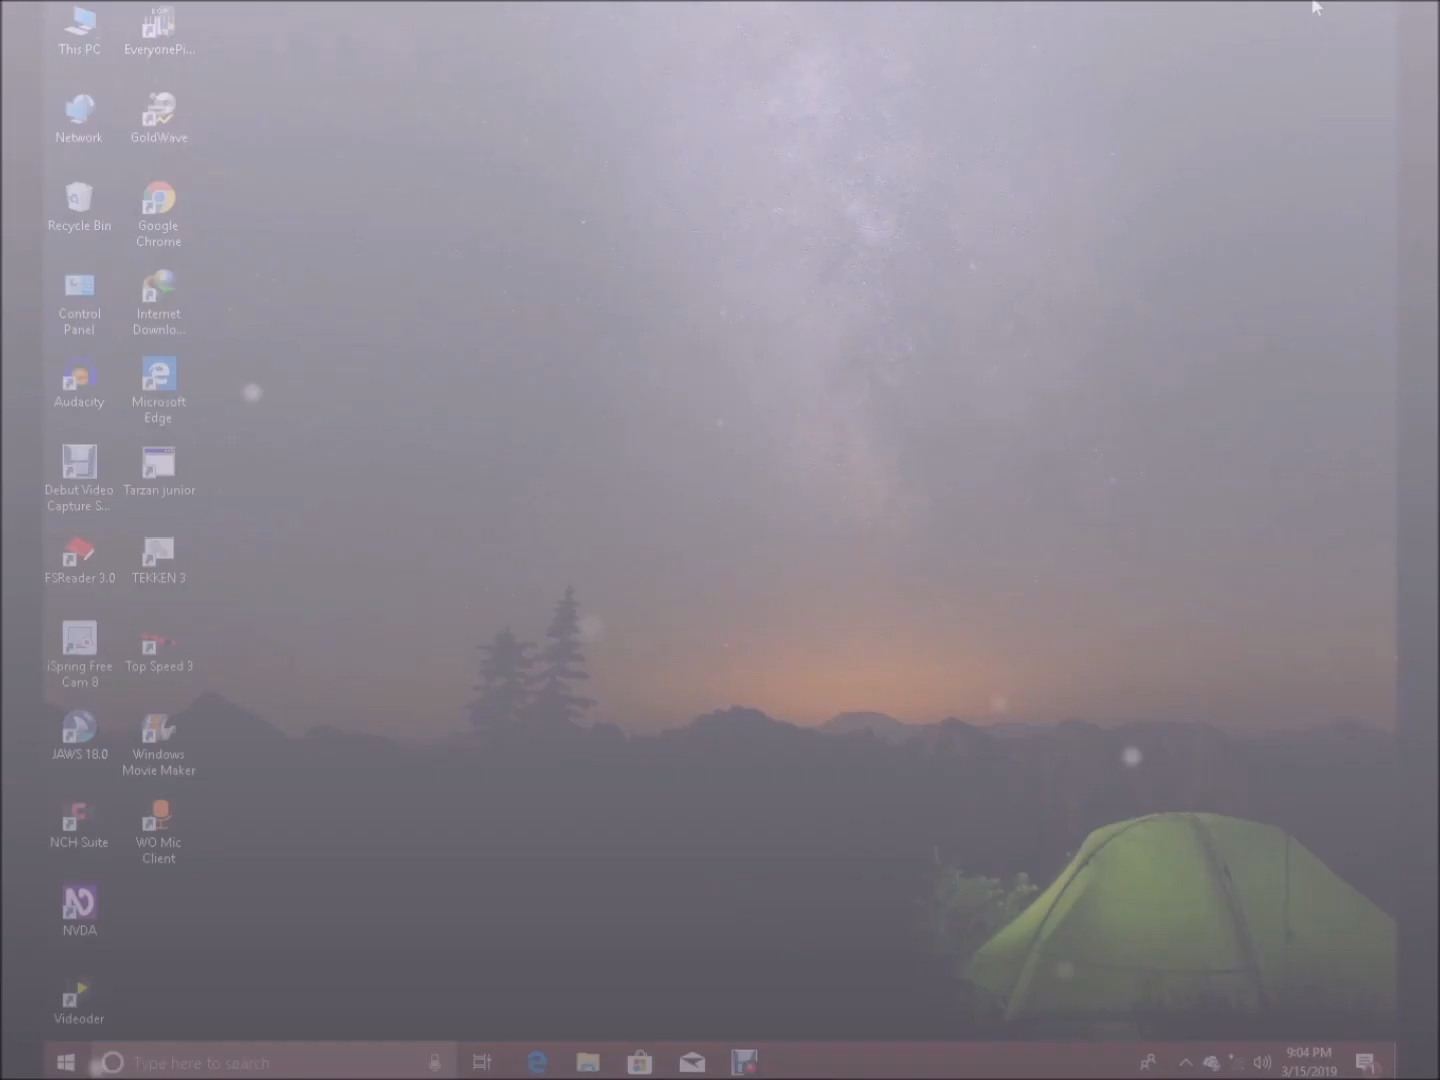 This PC
EveryonePi...
Network
GoldWave
Recycle Bin
Google
Chrome
Control
Panel
Internet
Downlo...
Audacity
Microsoft
Edge
Debut Video
Capture S...
Tarzan junior
FSReader 3.0
TEKKEN 3
iSpring Free
Cam 8
Top Speed 3
JAWS 18.0
Windows
Movie Maker
NCH Suite
WO Mic
Client
NVDA
Videoder
Type here to search
9:04 PM
3/15/2019